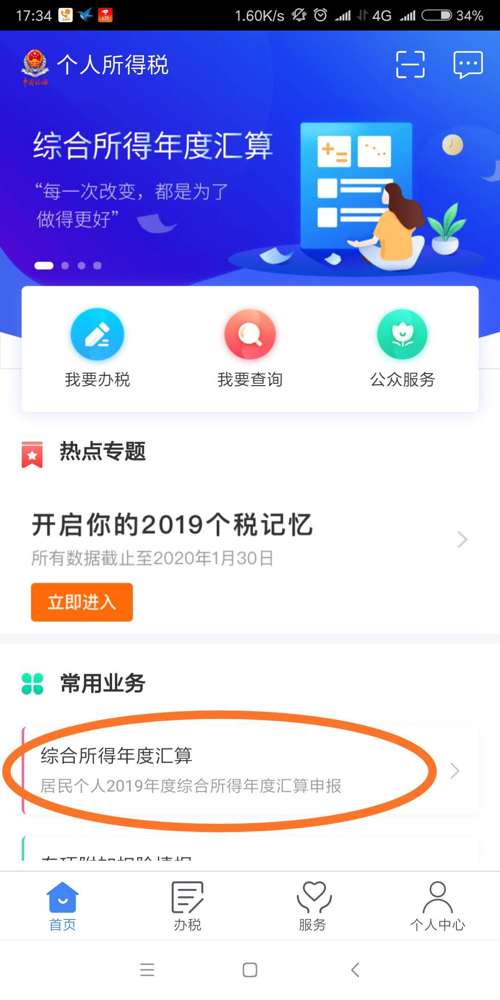 17:34
1.60K/s
4G
34%
个人所得税
综合所得年度汇算
“每一次改变，都是为了
做得更好”
我要办税
我要查询
公众服务
热点专题
开启你的2019个税记忆
所有数据截止至2020年1月30日
立即进入
常用业务
综合所得年度汇算
居民个人2019年度综合所得年度汇算申报
首页
办税
服务
个人中心